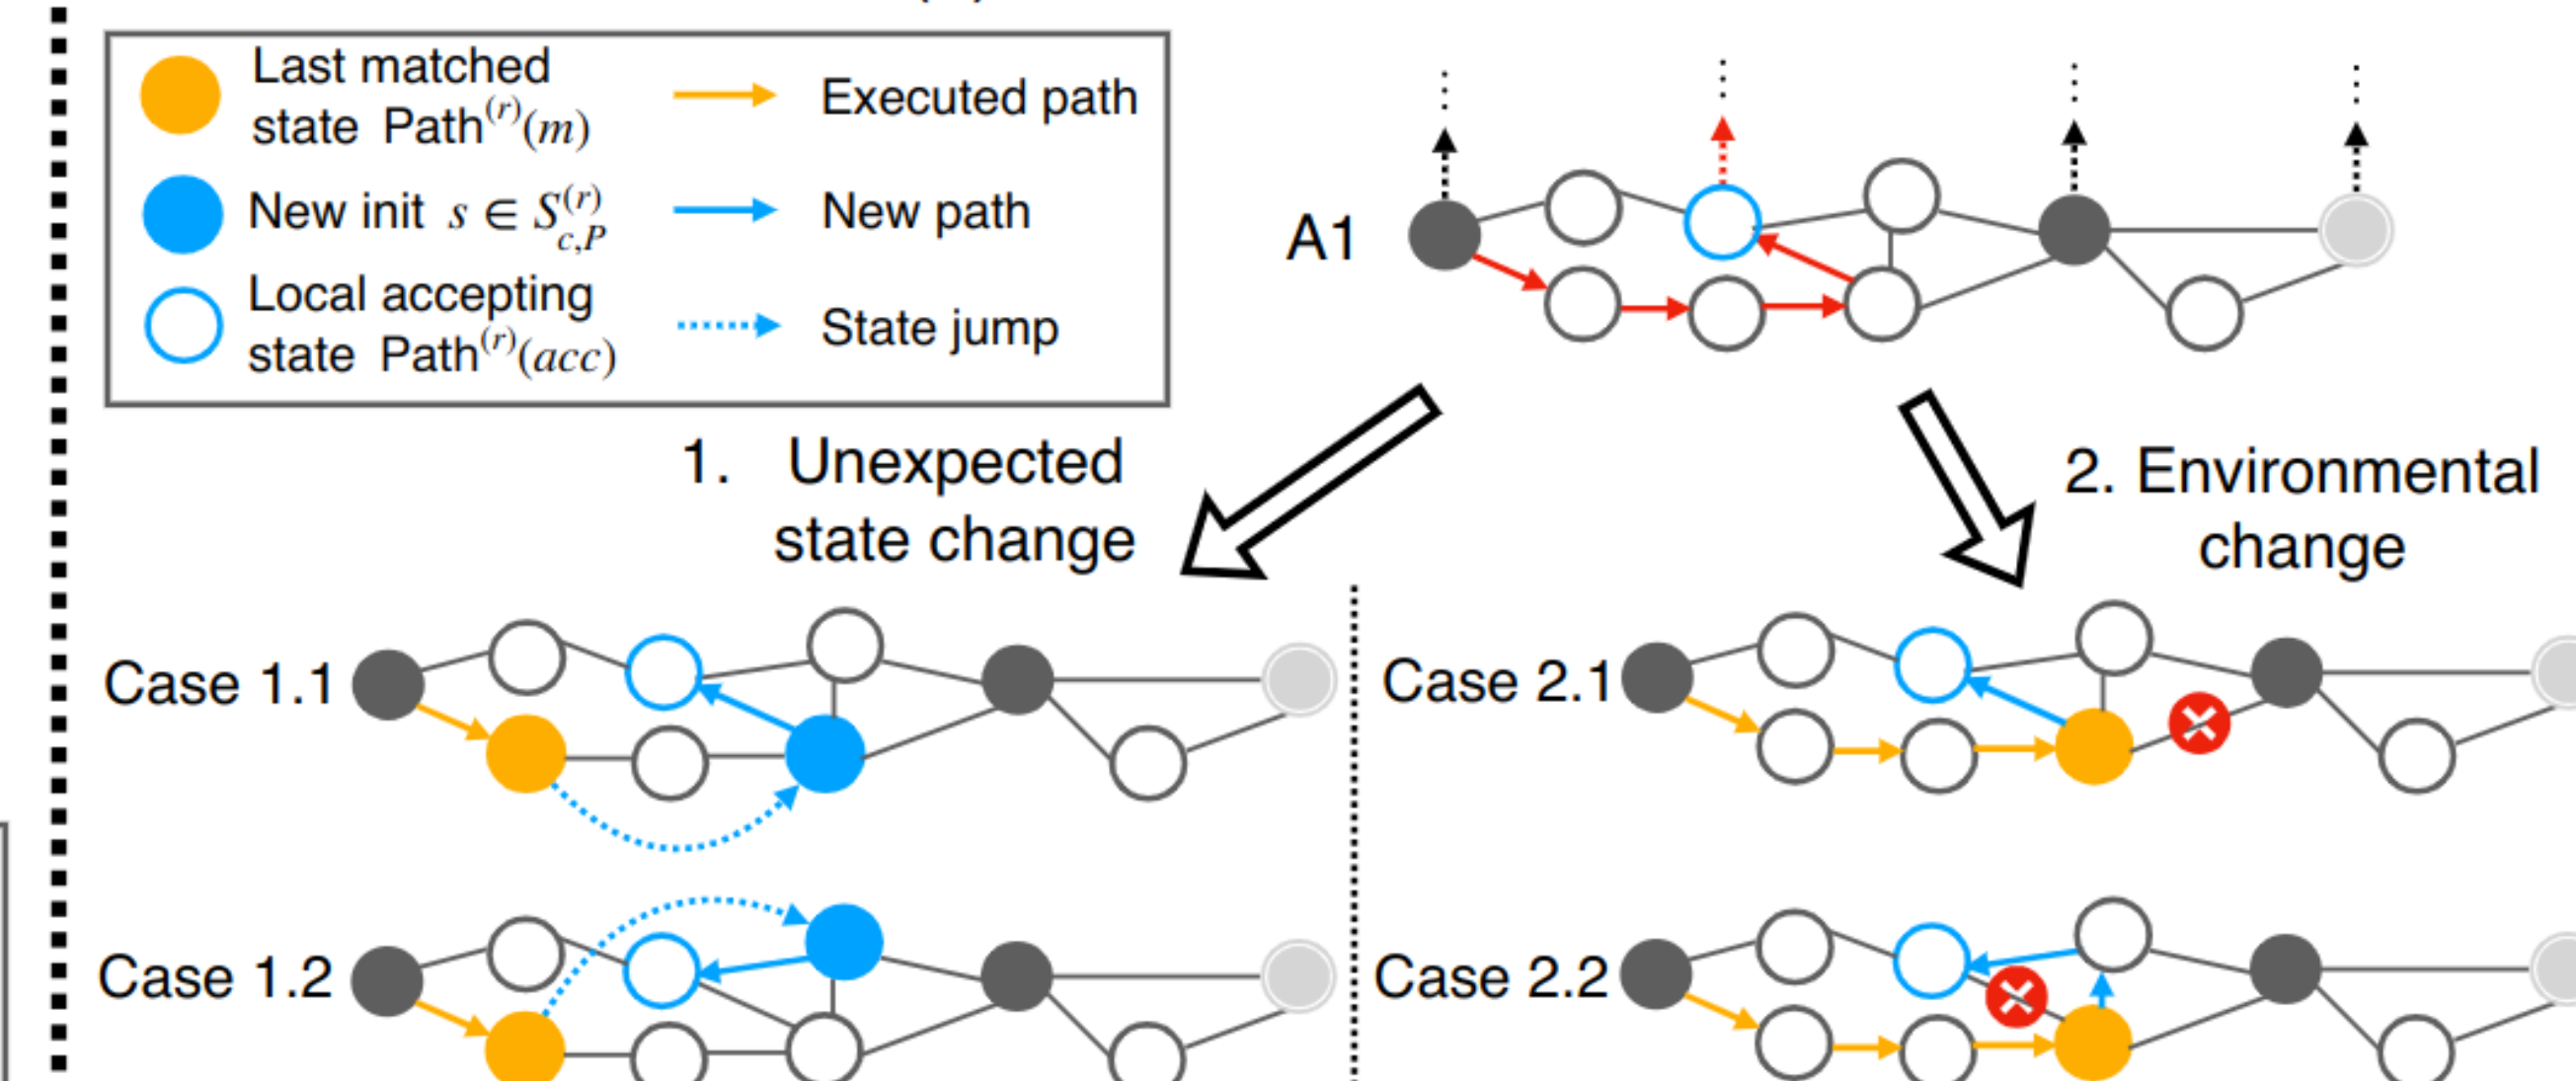 Last matched
state Path^(r)(m)
Executed path
New init s ∈ S_{c,P}^{(r)}
New path
Local accepting
state Path^(r)(acc)
State jump
A1
1. Unexpected
state change
2. Environmental
change
Case 1.1
Case 2.1
Case 1.2
Case 2.2